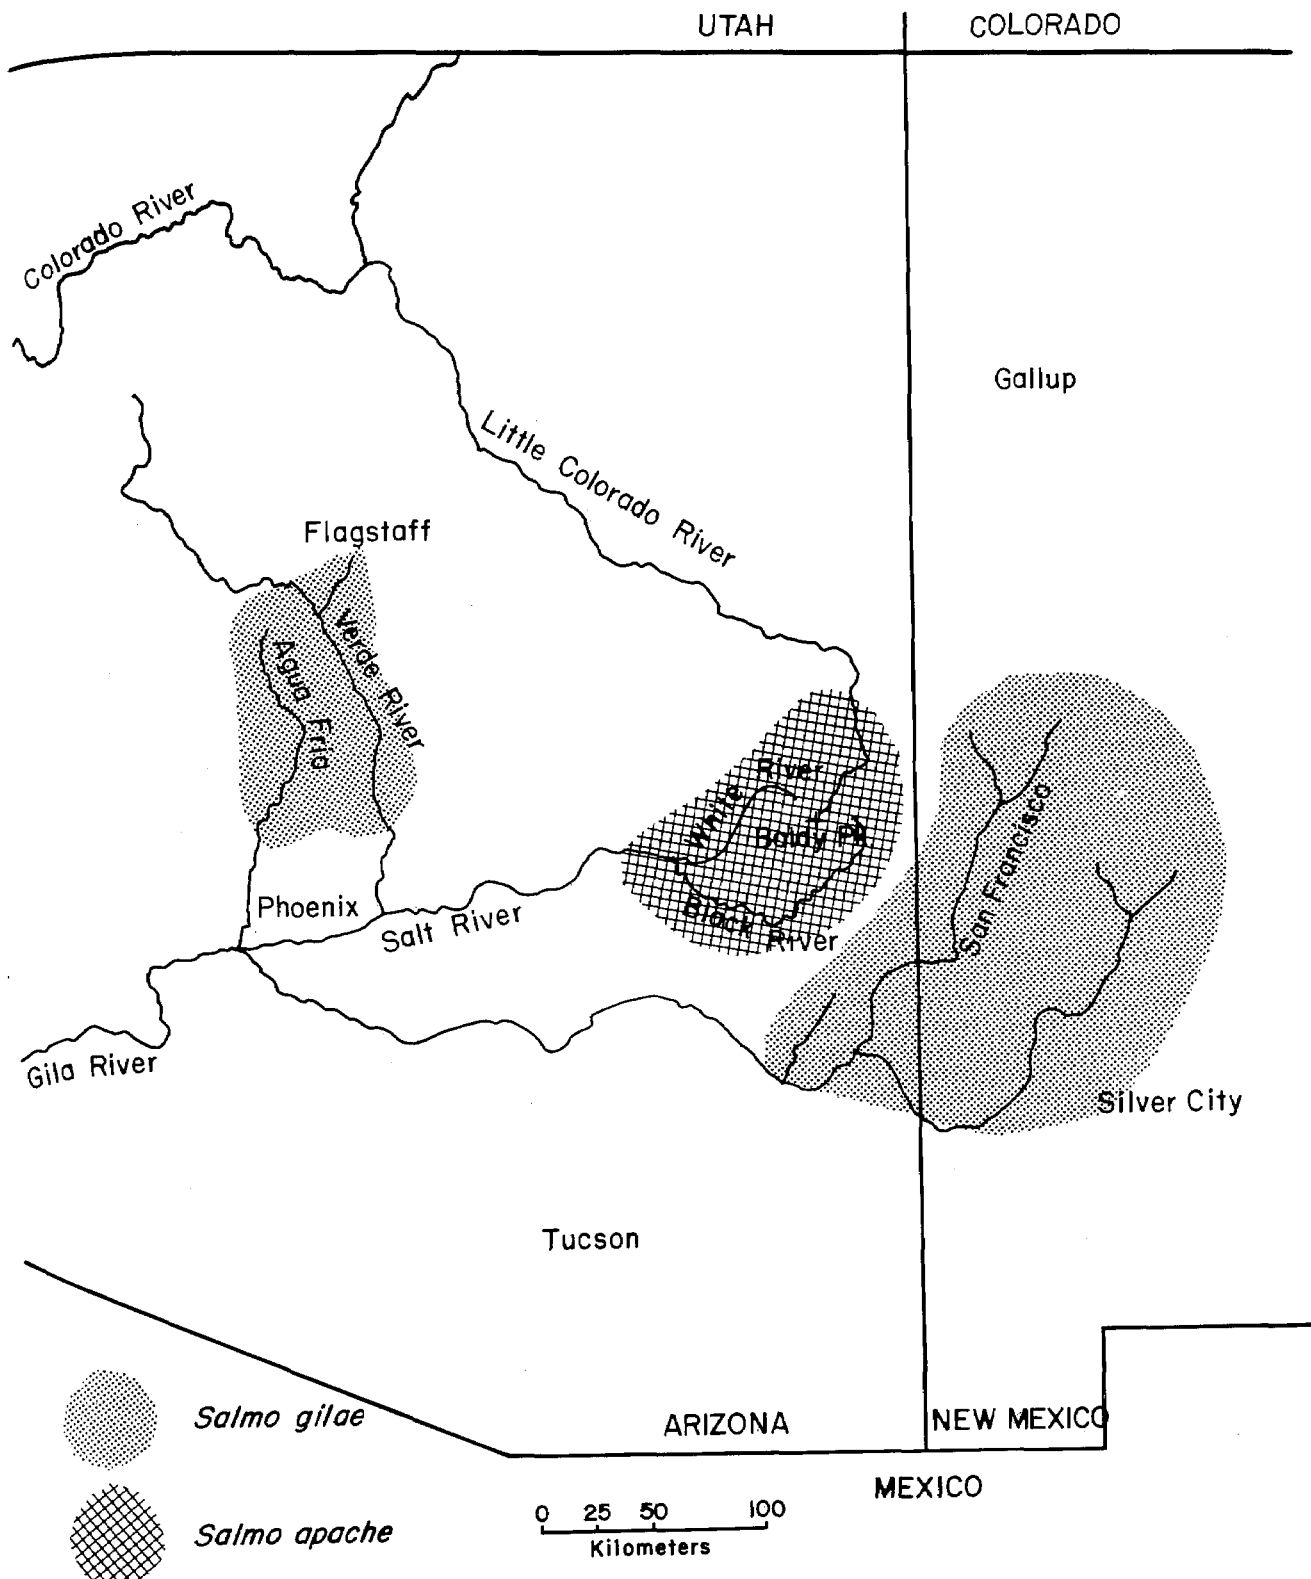 UTAH
COLORADO
Colorado River
Gallup
Little Colorado River
Flagstaff
Verde River
Agua Frio
White River
Baldy Pk
Black River
San Francisco
Phoenix
Salt River
Gila River
Silver City
Tucson
Salmo gilae
ARIZONA
NEW MEXICO
MEXICO
0 25 50 100
Kilometers
Salmo apache